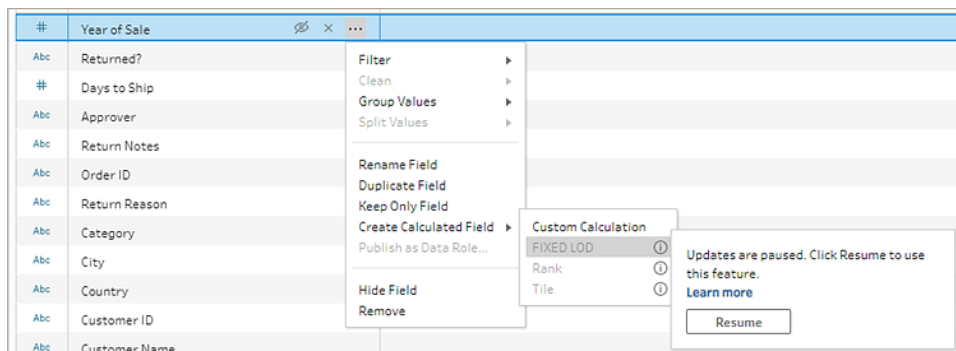 # Year of Sale
Abc Returned?
# Days to Ship
Abc Approver
Abc Return Notes
Abc Order ID
Abc Return Reason
Abc Category
Abc City
Abc Country
Abc Customer ID
Abc Customer Name
Filter
Clean
Group Values
Split Values
Rename Field
Duplicate Field
Keep Only Field
Create Calculated Field
Publish as Data Role...
Hide Field
Remove
Custom Calculation
FIXED LOD
Rank
Tile
Updates are paused. Click Resume to use
this feature.
Learn more
Resume